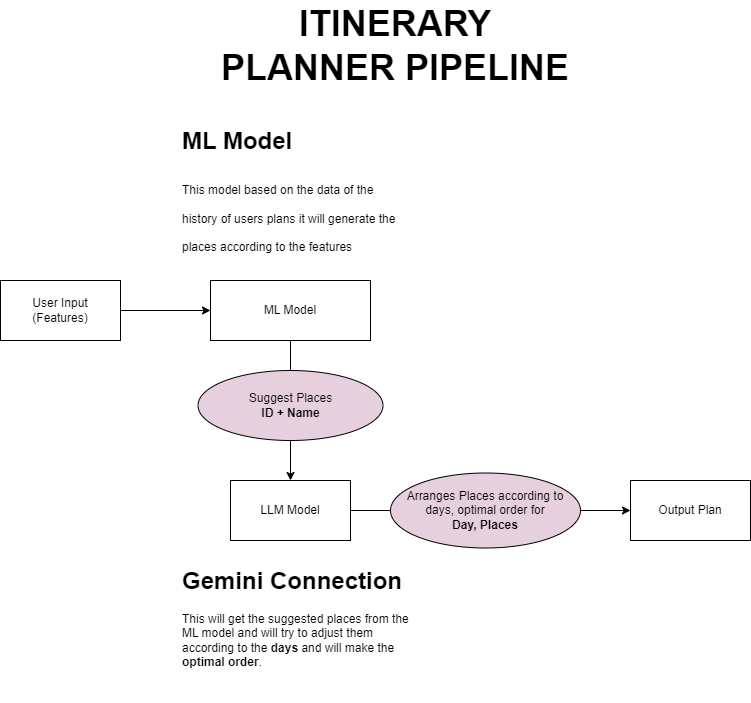 ITINERARY
PLANNER PIPELINE
ML Model
This model based on the data of the
history of users plans it will generate the
places according to the features
User Input
(Features)
ML Model
Suggest Places
ID + Name
LLM Model
Arranges Places according to
days, optimal order for
Day, Places
Output Plan
Gemini Connection
This will get the suggested places from the
ML model and will try to adjust them
according to the days and will make the
optimal order.